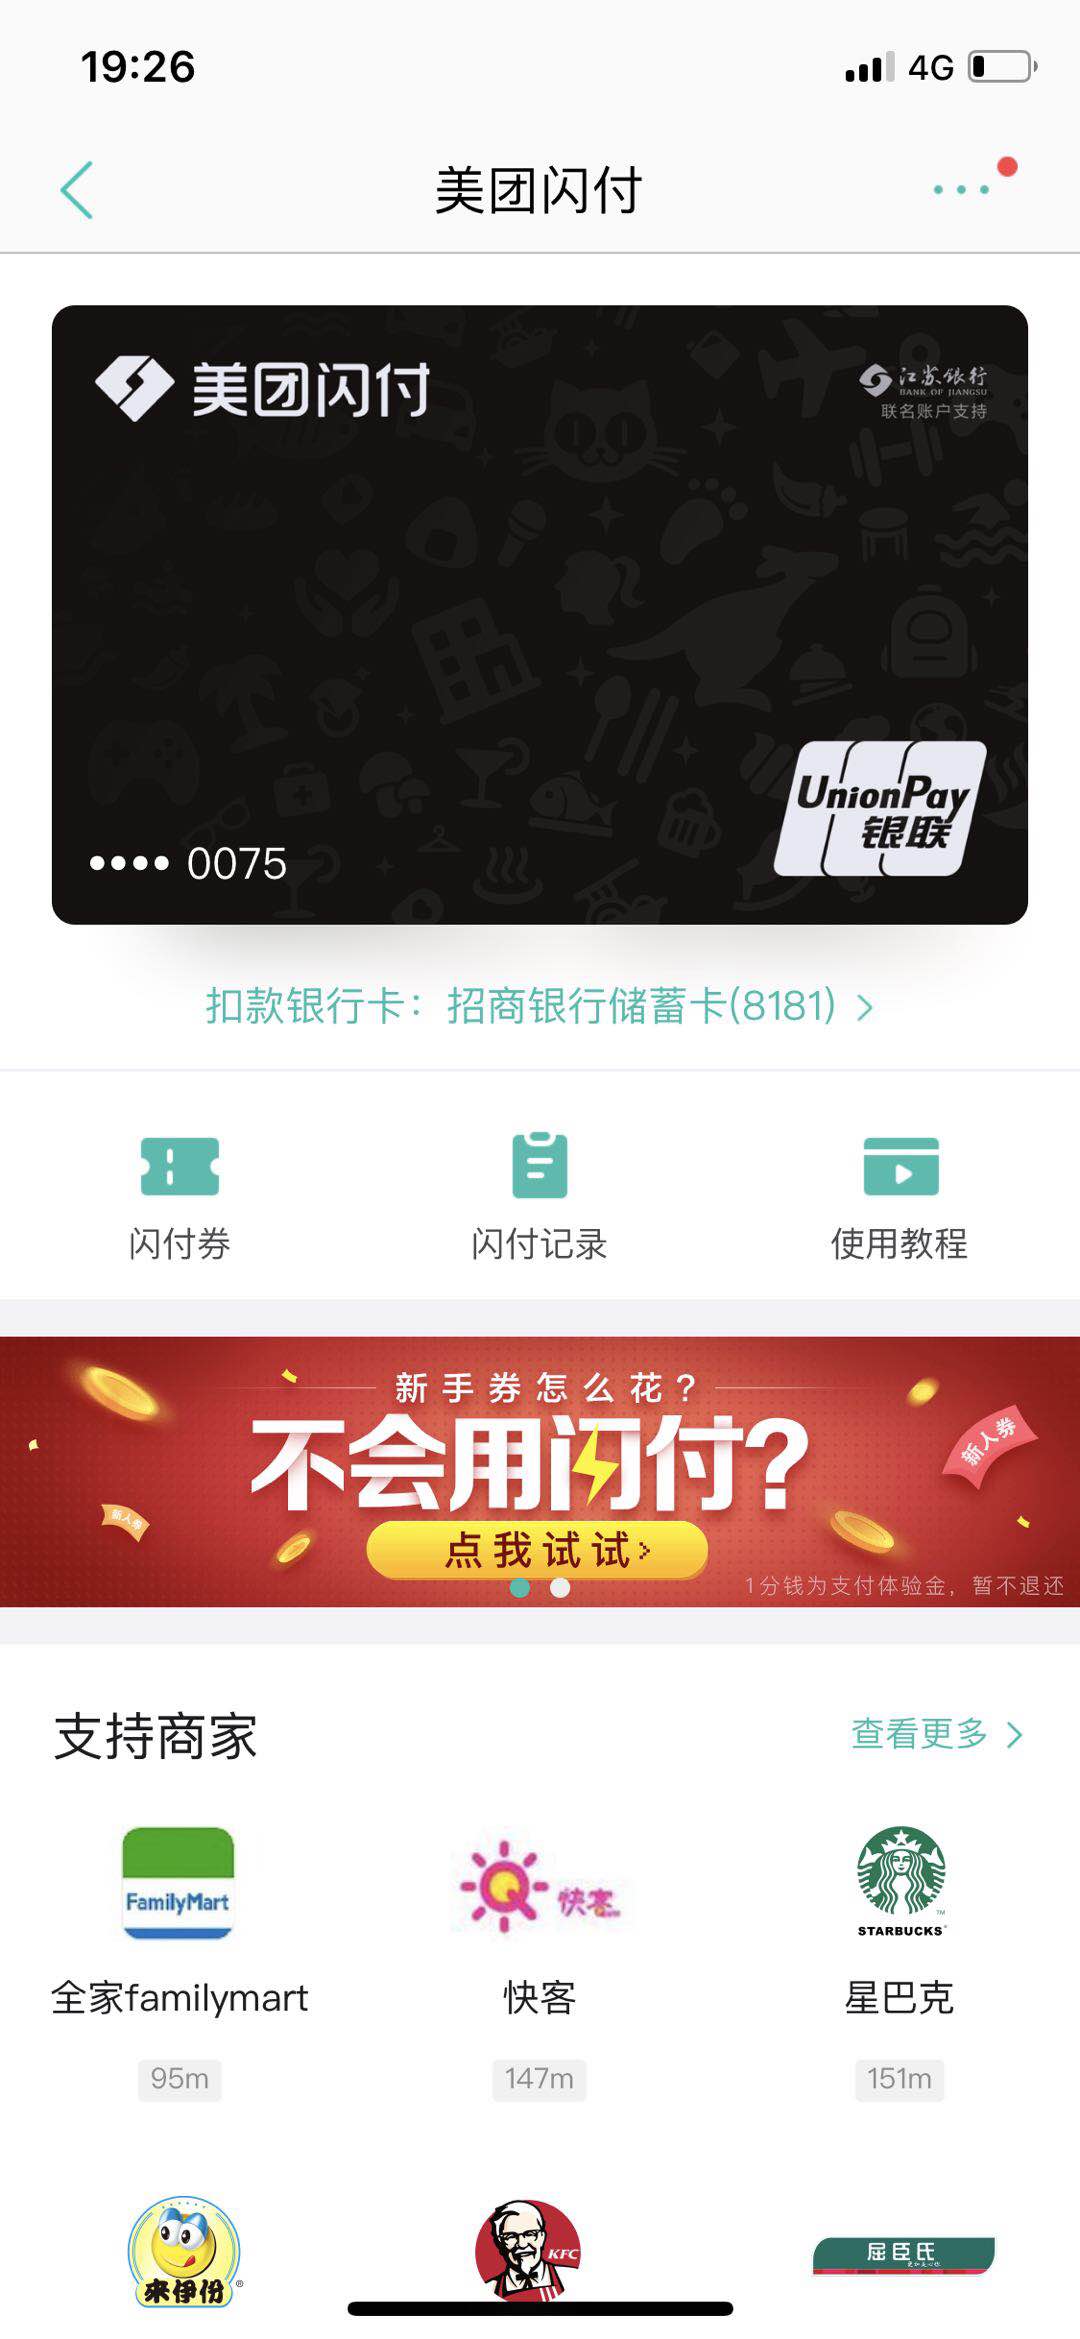 19:26
4G
美团闪付
美团闪付
江苏银行
BANK OF JIANGSU
联名账户支持
UnionPay
银联
•••• 0075
扣款银行卡：招商银行储蓄卡(8181)
闪付券
闪付记录
使用教程
新手券怎么花？
不会用闪付？
新人券
新人券
点我试试
1分钱为支付体验金，暂不退还
支持商家
查看更多
FamilyMart
快客
STARBUCKS
全家familymart
快客
星巴克
95m
147m
151m
来伊份
KFC
屈臣氏